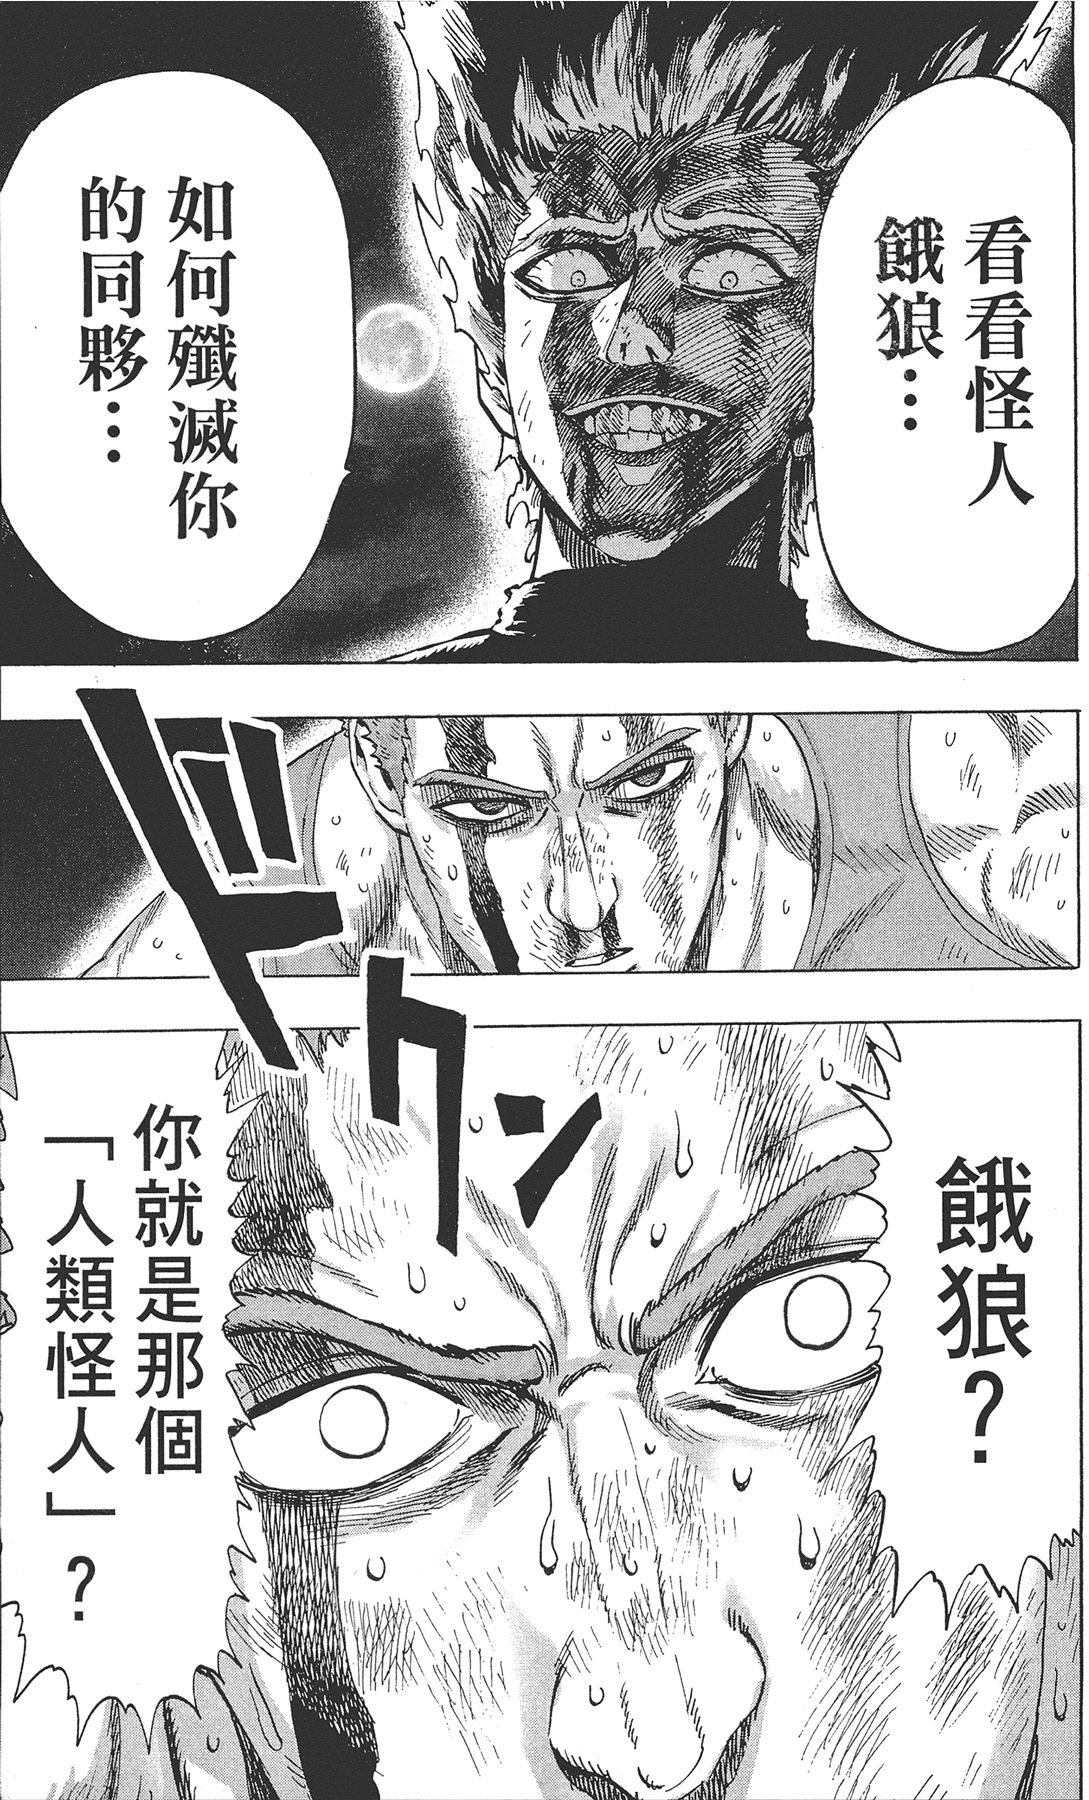 看看怪人
餓狼…
如何殲滅你
的同夥…
ドドクン
餓狼?
你就是那個
「人類怪人」?